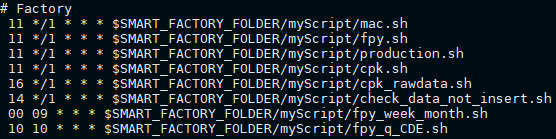 # Factory
11 */1 * * * $SMART_FACTORY_FOLDER/myScript/mac.sh
11 */1 * * * $SMART_FACTORY_FOLDER/myScript/fpy.sh
11 */1 * * * $SMART_FACTORY_FOLDER/myScript/production.sh
11 */1 * * * $SMART_FACTORY_FOLDER/myScript/cpk.sh
16 */1 * * * $SMART_FACTORY_FOLDER/myScript/cpk_rawdata.sh
14 */1 * * * $SMART_FACTORY_FOLDER/myScript/check_data_not_insert.sh
00 09 * * * $SMART_FACTORY_FOLDER/myScript/fpy_week_month.sh
10 10 * * * $SMART_FACTORY_FOLDER/myScript/fpy_q_CDE.sh